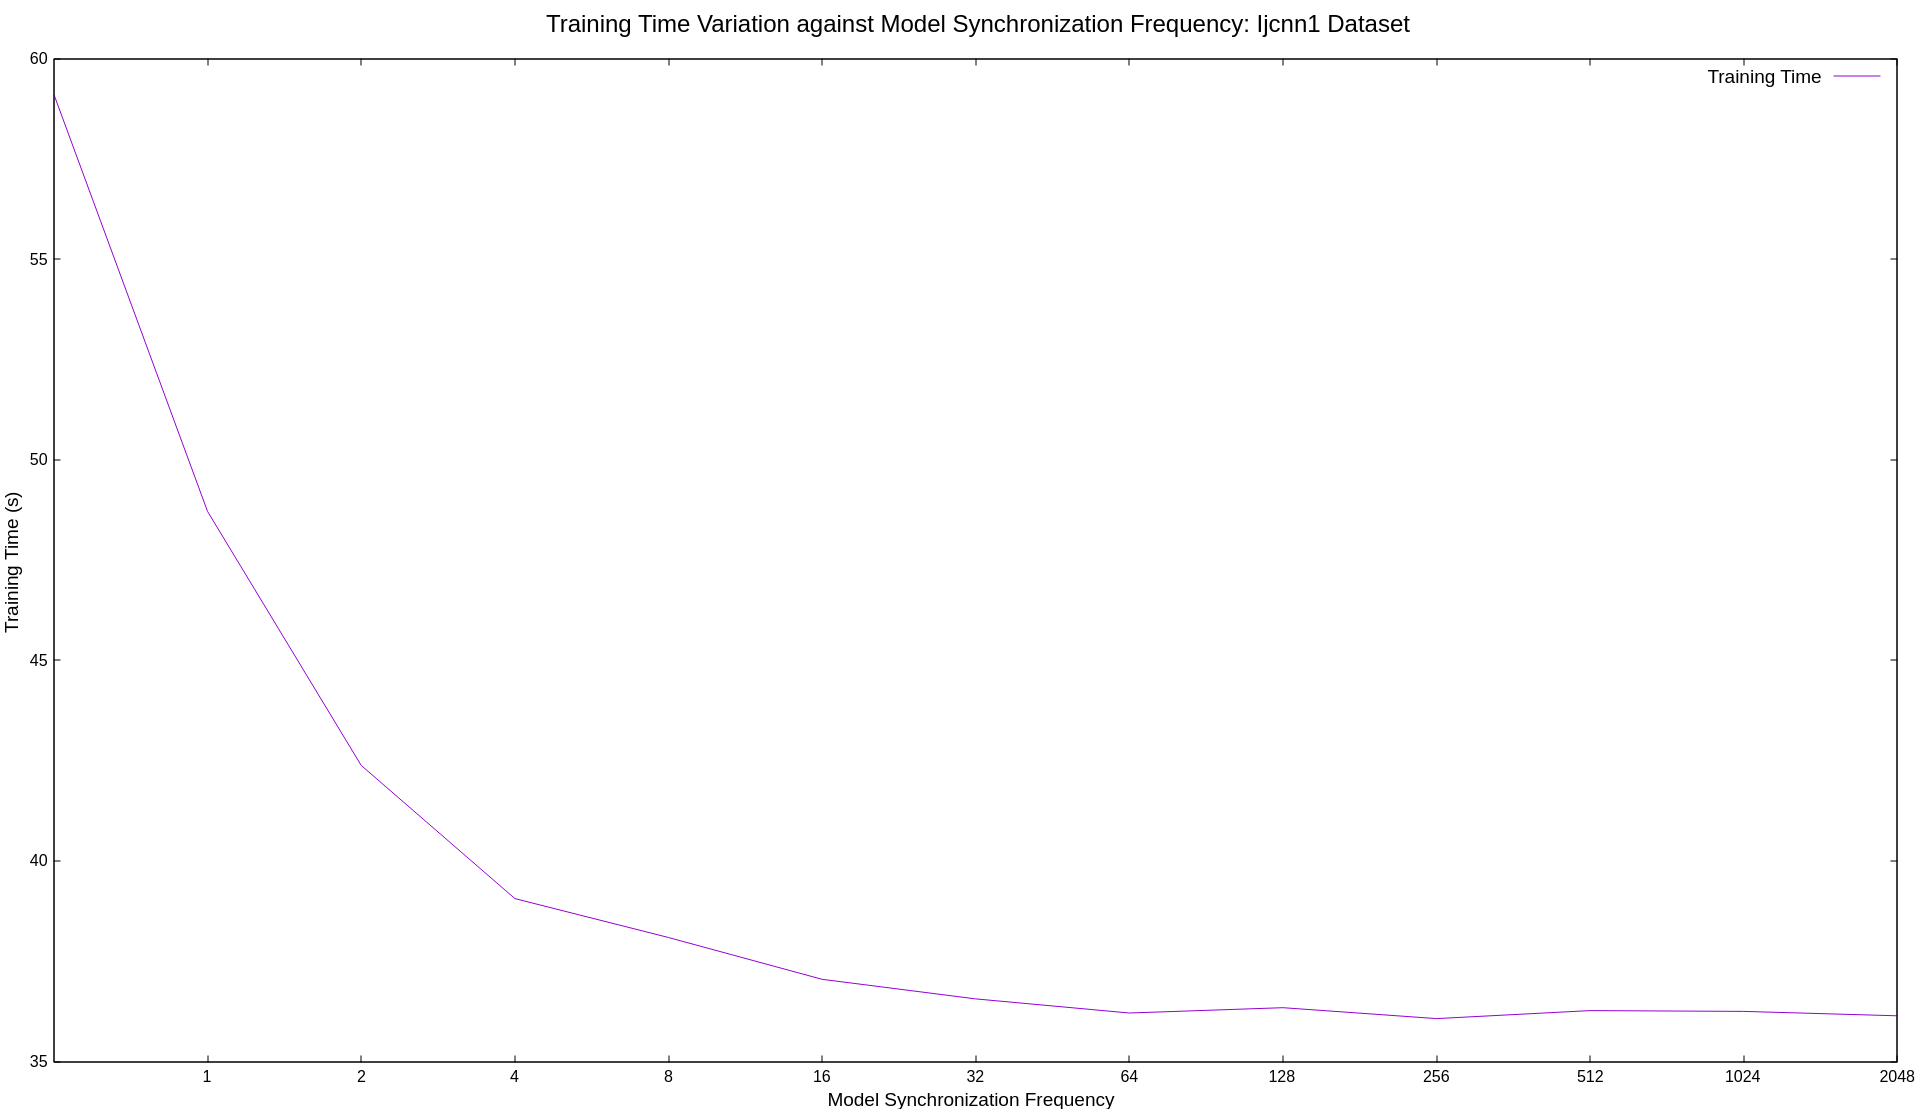 Training Time Variation against Model Synchronization Frequency: Ijcnn1 Dataset
Training Time
60
55
50
45
40
35
Training Time (s)
1 2 4 8 16 32 64 128 256 512 1024 2048
Model Synchronization Frequency